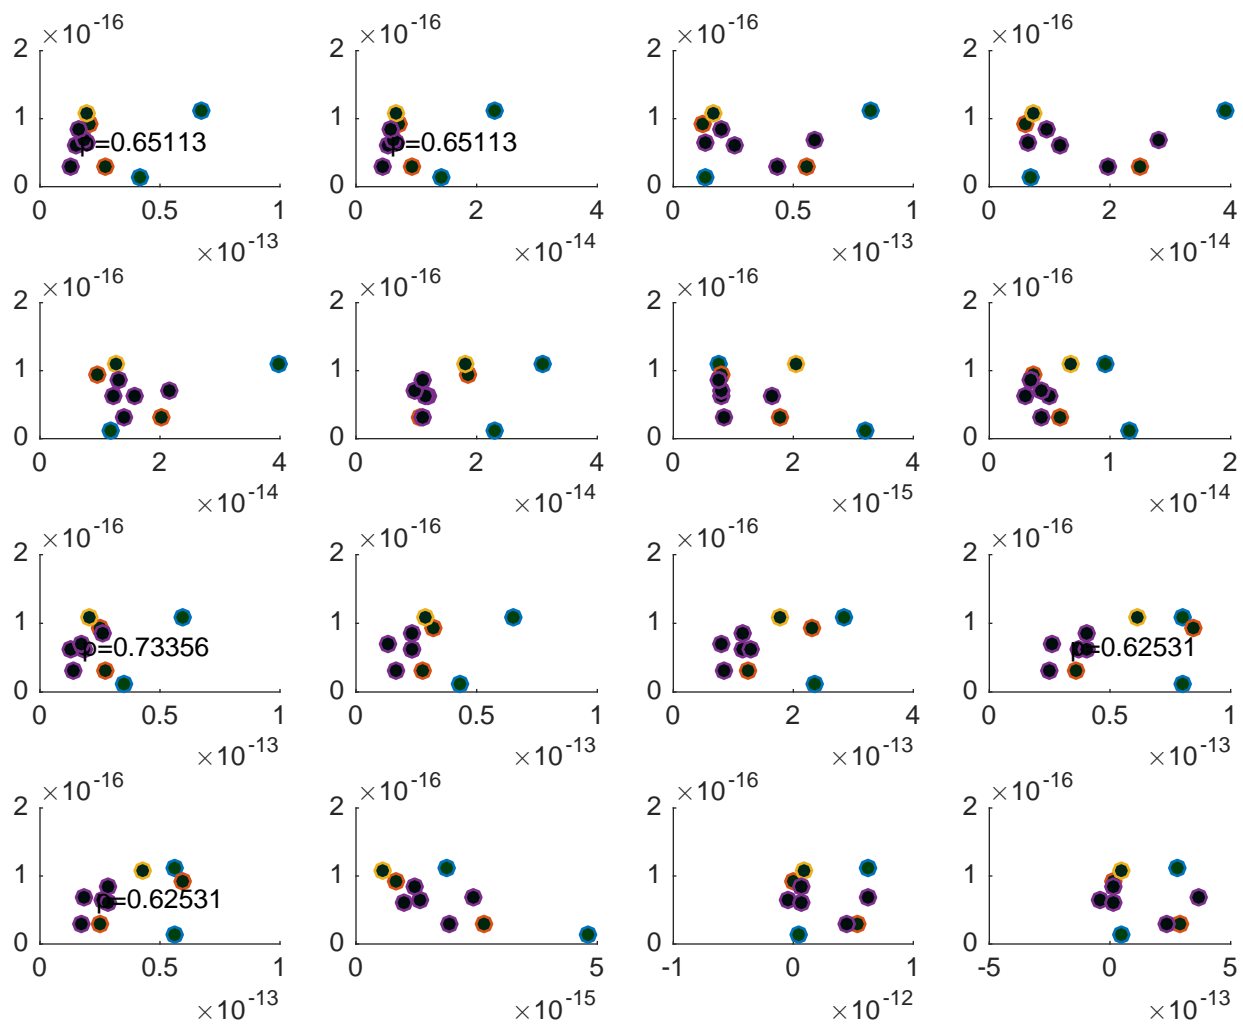 ×10^-16 ×10^-16 ×10^-16 ×10^-16
2 2 2 2
1 1 1 1
ρ=0.65113 ρ=0.65113
0 0 0 0
0 0.5 1 0 2 4 0 0.5 1 0 2 4
×10^-13 ×10^-14 ×10^-13 ×10^-14
×10^-16 ×10^-16 ×10^-16 ×10^-16
2 2 2 2
1 1 1 1
0 0 0 0
0 2 4 0 2 4 0 2 4 0 1 2
×10^-14 ×10^-14 ×10^-15 ×10^-14
×10^-16 ×10^-16 ×10^-16 ×10^-16
2 2 2 2
1 1 1 1
ρ=0.73356 ρ=0.62531
0 0 0 0
0 0.5 1 0 1 0 2 4 0 0.5 1
×10^-13 ×10^-13 ×10^-13 ×10^-13
×10^-16 ×10^-16 ×10^-16 ×10^-16
2 2 2 2
1 1 1 1
ρ=0.62531
0 0 0 0
0 0.5 1 0 5 -1 0 1 -5 0 5
×10^-13 ×10^-15 ×10^-12 ×10^-13